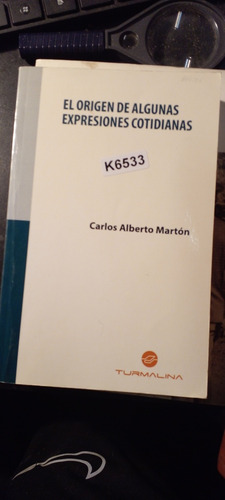 EL ORIGEN DE ALGUNAS
EXPRESIONES COTIDIANAS
K6533
Carlos Alberto Martón
TURMALINA